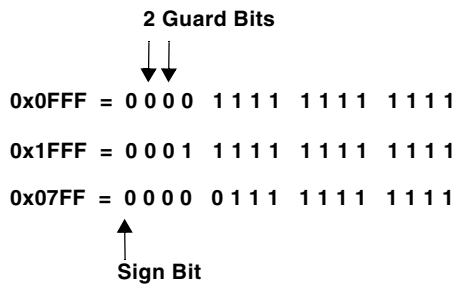 2 Guard Bits
0x0FFF = 0 0 0 0 1 1 1 1 1 1 1 1 1 1 1 1
0x1FFF = 0 0 0 1 1 1 1 1 1 1 1 1 1 1 1 1
0x07FF = 0 0 0 0 0 1 1 1 1 1 1 1 1 1 1 1
Sign Bit